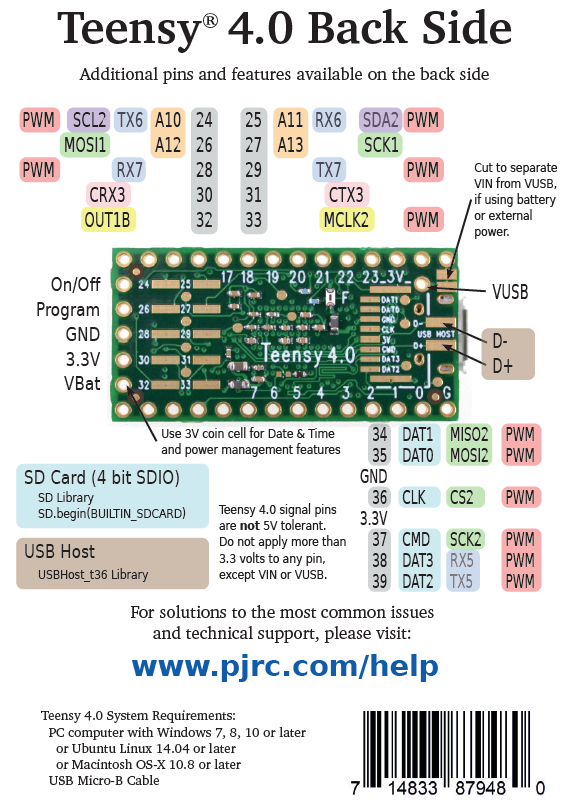 Teensy® 4.0 Back Side
Additional pins and features available on the back side
PWM SCL2 TX6 A10 24 25 A11 RX6 SDA2 PWM
MOSI1 A12 26 27 A13 SCK1
PWM RX7 28 29 TX7 PWM
CRX3 30 31 CTX3
OUT1B 32 33 MCLK2 PWM
Cut to separate
VIN from VUSB,
if using battery
or external
power.
On/Off
Program
GND
3.3V
VBat
24 25
26 27
28 29
30 31
32 33
17 18 19 20 21 22 23 3.3V
F
DAT1
DAT0
GND
CLK
3V
CMD
DAT3
DAT2
D-
USB HOST
D+
Teensy 4.0
7 6 5 4 3 2 1 0
VUSB
D-
D+
Use 3V coin cell for Date & Time
and power management features
34 DAT1 MISO2 PWM
35 DAT0 MOSI2 PWM
GND
36 CLK CS2 PWM
3.3V
37 CMD SCK2 PWM
38 DAT3 RX5 PWM
39 DAT2 TX5 PWM
SD Card (4 bit SDIO)
SD Library
SD.begin(BUILTIN_SDCARD)
USB Host
USBHost_t36 Library
Teensy 4.0 signal pins
are not 5V tolerant.
Do not apply more than
3.3 volts to any pin,
except VIN or VUSB.
For solutions to the most common issues
and technical support, please visit:
www.pjrc.com/help
Teensy 4.0 System Requirements:
PC computer with Windows 7, 8, 10 or later
or Ubuntu Linux 14.04 or later
or Macintosh OS-X 10.8 or later
USB Micro-B Cable
7 14833 87948 0